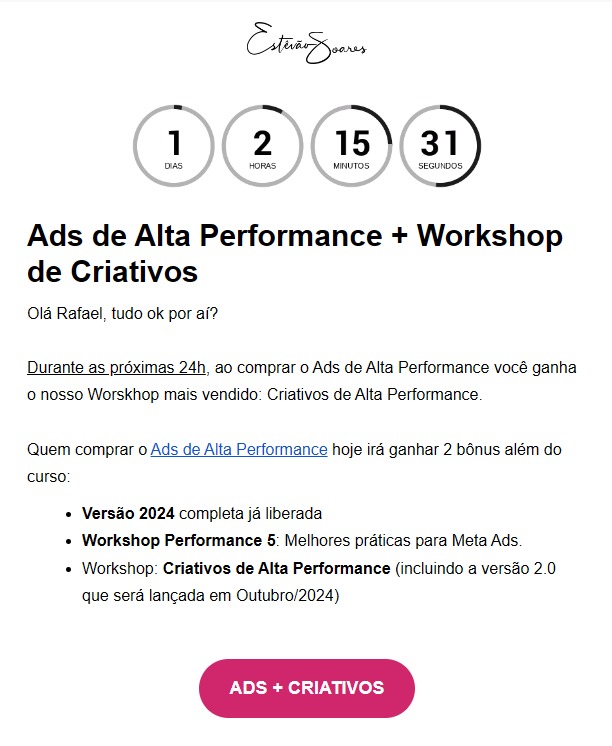 Estêvão Soares
1 2 15 31
DIAS HORAS MINUTOS SEGUNDOS
Ads de Alta Performance + Workshop
de Criativos
Olá Rafael, tudo ok por aí?
Durante as próximas 24h, ao comprar o Ads de Alta Performance você ganha
o nosso Worskhop mais vendido: Criativos de Alta Performance.
Quem comprar o Ads de Alta Performance hoje irá ganhar 2 bônus além do
curso:
• Versão 2024 completa já liberada
• Workshop Performance 5: Melhores práticas para Meta Ads.
• Workshop: Criativos de Alta Performance (incluindo a versão 2.0
que será lançada em Outubro/2024)
ADS + CRIATIVOS